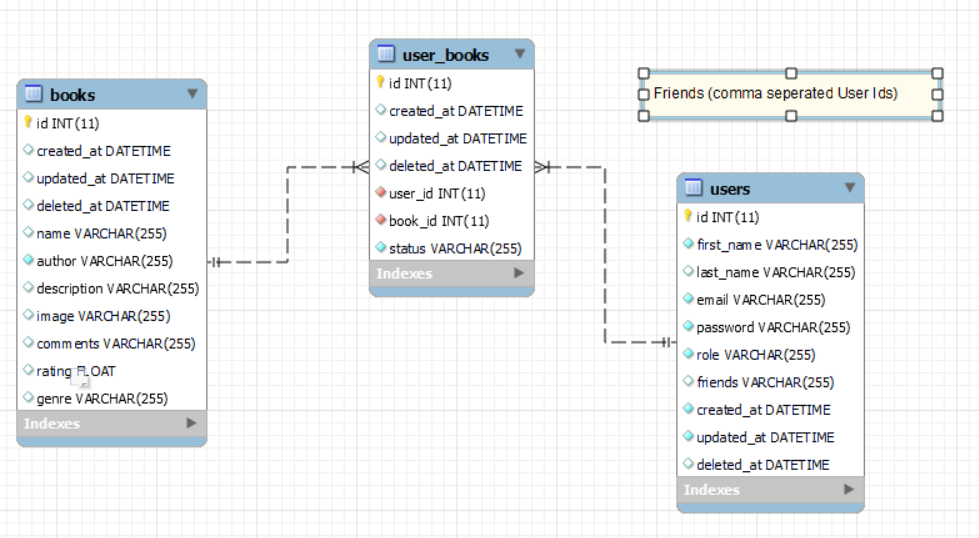 books
id INT(11)
created_at DATETIME
updated_at DATETIME
deleted_at DATETIME
name VARCHAR(255)
author VARCHAR(255)
description VARCHAR(255)
image VARCHAR(255)
comments VARCHAR(255)
rating FLOAT
genre VARCHAR(255)
Indexes
user_books
id INT(11)
created_at DATETIME
updated_at DATETIME
deleted_at DATETIME
user_id INT(11)
book_id INT(11)
status VARCHAR(255)
Indexes
Friends (comma seperated User Ids)
users
id INT(11)
first_name VARCHAR(255)
last_name VARCHAR(255)
email VARCHAR(255)
password VARCHAR(255)
role VARCHAR(255)
friends VARCHAR(255)
created_at DATETIME
updated_at DATETIME
deleted_at DATETIME
Indexes